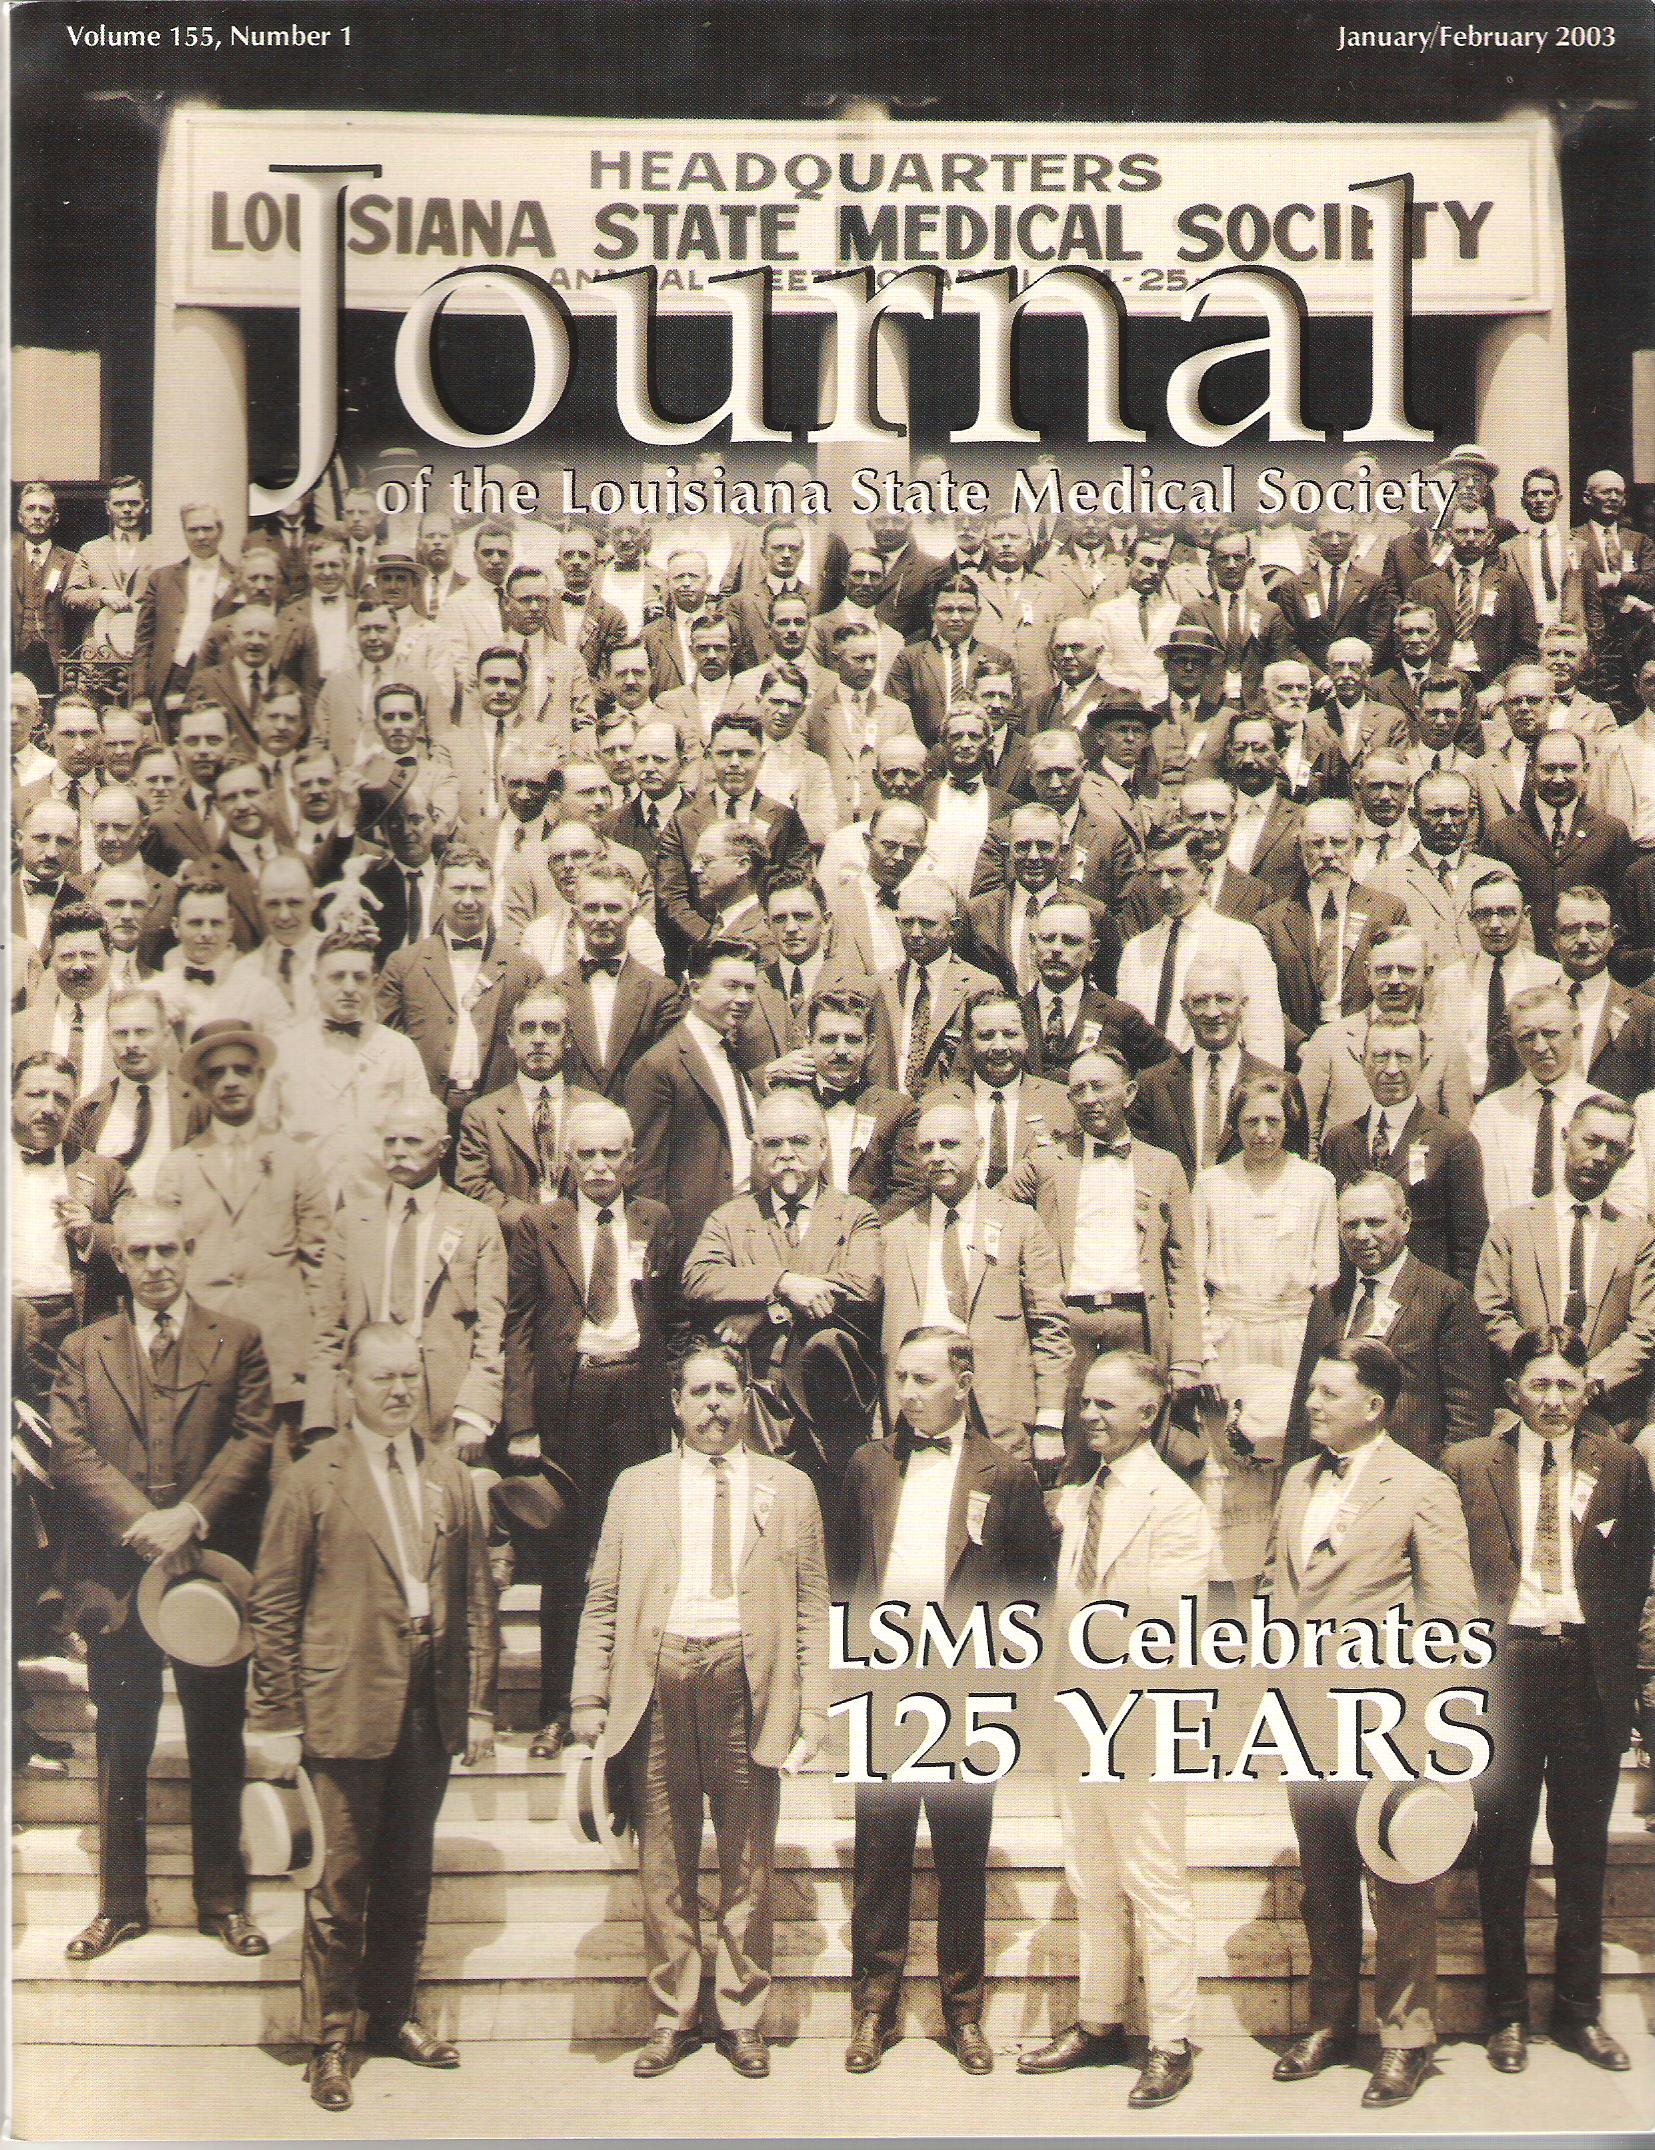 Volume 155, Number 1
January/February 2003
HEADQUARTERS
LOUISIANA STATE MEDICAL SOCIETY
ANNUAL MEETING APRIL -25-
Journal
of the Louisiana State Medical Society
LSMS Celebrates
125 YEARS